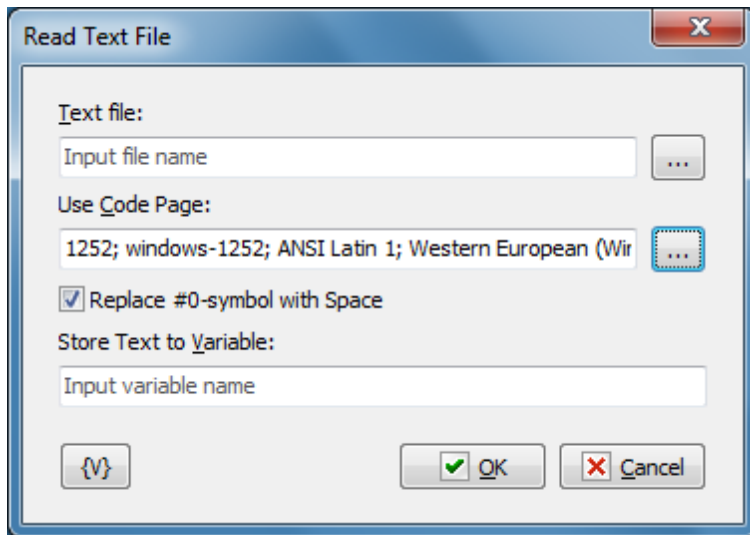 Read Text File
Text file:
Input file name
...
Use Code Page:
1252; windows-1252; ANSI Latin 1; Western European (Wir
...
Replace #0-symbol with Space
Store Text to Variable:
Input variable name
{V}
OK
Cancel